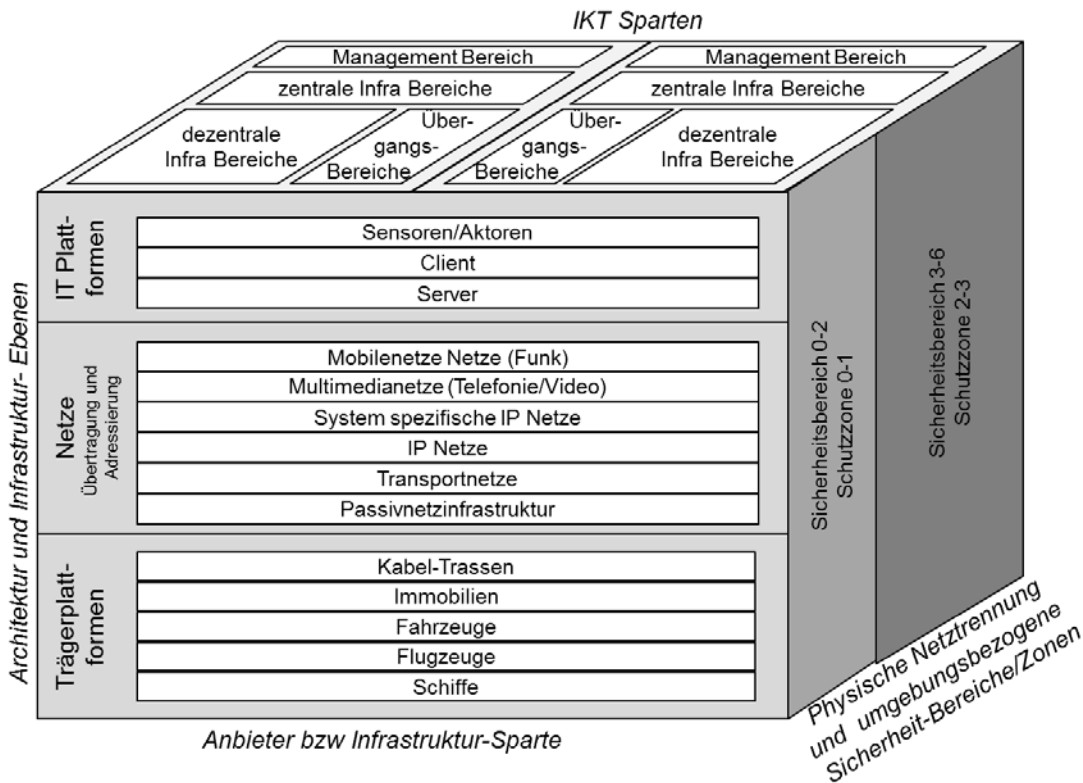 IKT Sparten
Management Bereich
Management Bereich
zentrale Infra Bereiche
zentrale Infra Bereiche
dezentrale
Infra Bereiche
Über-
gangs-
Bereiche
Über-
gangs-
Bereiche
dezentrale
Infra Bereiche
Architektur und Infrastruktur- Ebenen
IT Platt-
formen
Sensoren/Aktoren
Client
Server
Netze
Übertragung und
Adressierung
Mobilenetze Netze (Funk)
Multimedianetze (Telefonie/Video)
System spezifische IP Netze
IP Netze
Transportnetze
Passivnetzinfrastruktur
Trägerplatt-
formen
Kabel-Trassen
Immobilien
Fahrzeuge
Flugzeuge
Schiffe
Sicherheitsbereich 0-2
Schutzzone 0-1
Sicherheitsbereich 3-6
Schutzzone 2-3
Physische Netztrennung
und umgebungsbezogene
Sicherheit-Bereiche/Zonen
Anbieter bzw Infrastruktur-Sparte